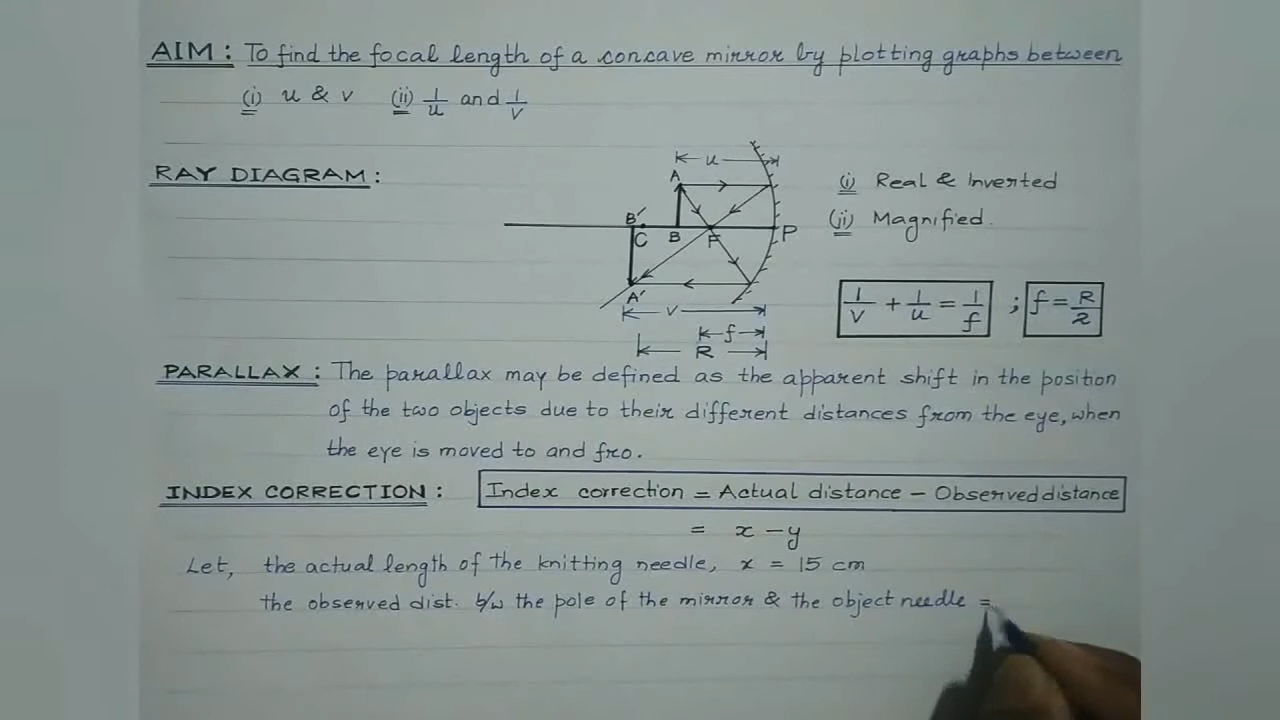 AIM: To find the focal length of a concave mirror by plotting graphs between
(i) u & v (ii) 1/u and 1/v
RAY DIAGRAM:
u
A
B'
C
B
F
P
A'
v
f
R
(i) Real & Inverted
(ii) Magnified.
1/v + 1/u = 1/f ; f = R/2
PARALLAX: The parallax may be defined as the apparent shift in the position
of the two objects due to their different distances from the eye, when
the eye is moved to and fro.
INDEX CORRECTION: Index correction = Actual distance - Observed distance
= x - y
Let, the actual length of the knitting needle, x = 15 cm
the observed dist. b/w the pole of the mirror & the object needle =